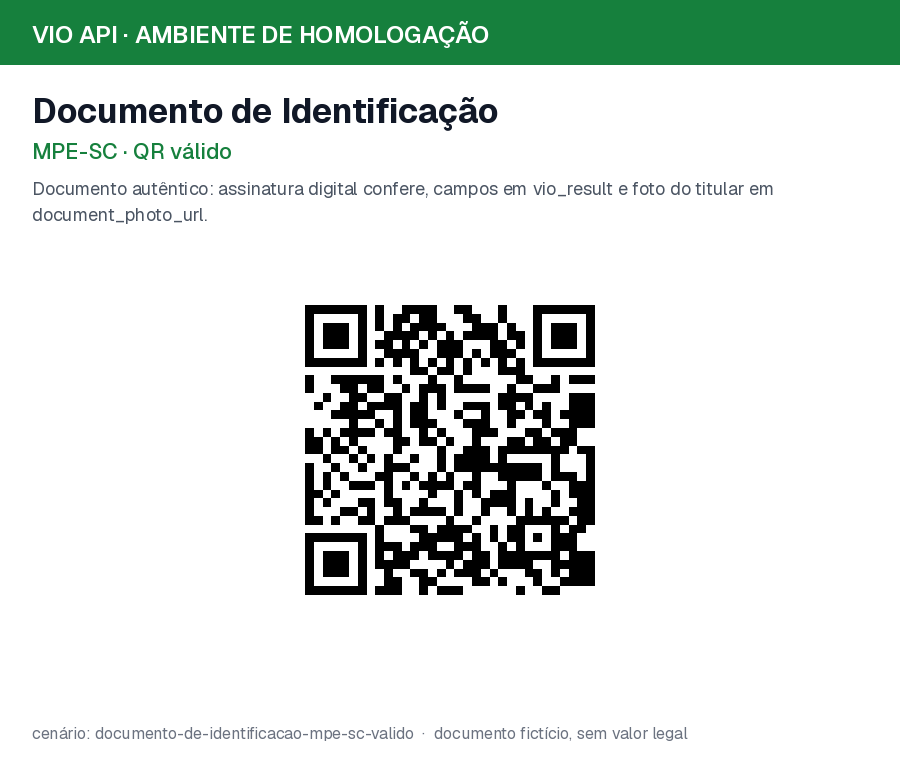 VIO API · AMBIENTE DE HOMOLOGAÇÃO
Documento de Identificação
MPE-SC · QR válido
Documento autêntico: assinatura digital confere, campos em vio_result e foto do titular em
document_photo_url.
cenário: documento-de-identificacao-mpe-sc-valido · documento fictício, sem valor legal